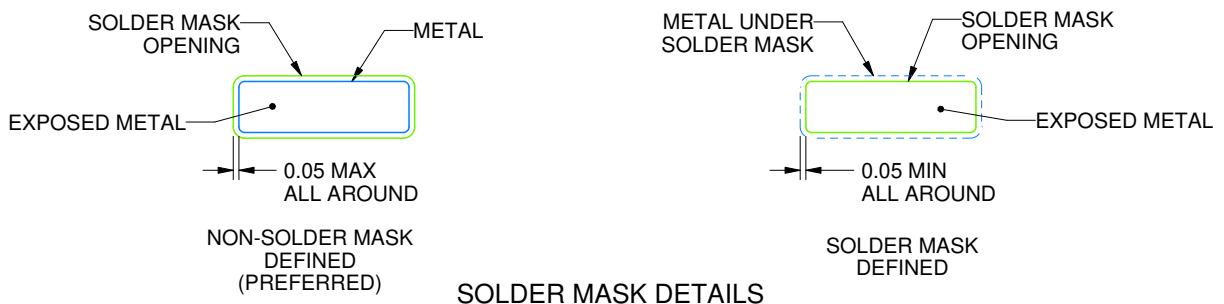 SOLDER MASK
OPENING
METAL
EXPOSED METAL
0.05 MAX
ALL AROUND
NON-SOLDER MASK
DEFINED
(PREFERRED)
METAL UNDER
SOLDER MASK
SOLDER MASK
OPENING
EXPOSED METAL
0.05 MIN
ALL AROUND
SOLDER MASK
DEFINED
SOLDER MASK DETAILS